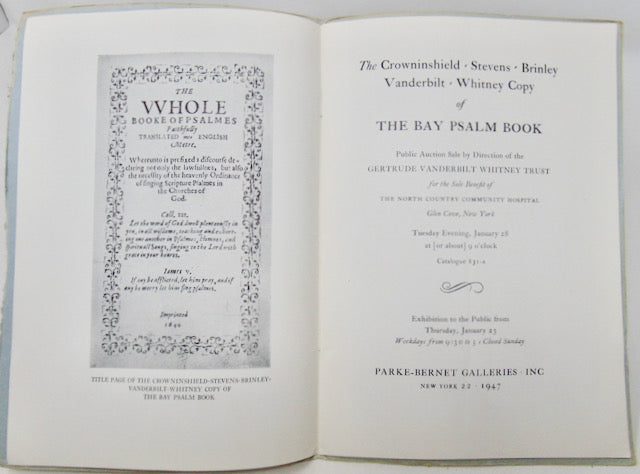 THE
VVHOLE
BOOKE OF PSALMES
Faithfully
TRANSLATED into ENGLISH
Metre.
Whereunto is prefixed a discourse de-
claring not only the lawfullnes, but also
the necessity of the heavenly Ordinance
of singing Scripture Psalmes in
the Churches of
God.
Coll. III.
Let the word of God dwell plenteously in
you, in all wisdome, teaching and exhort-
ing one another in Psalmes, Himnes, and
spirituall Songs, singing to the Lord with
grace in your hearts.
Iames V.
If any be afflicted, let him pray, and if
any be merry let him sing psalmes.
Imprinted
1640
TITLE PAGE OF THE CROWNINSHIELD-STEVENS-BRINLEY-
VANDERBILT-WHITNEY COPY OF
THE BAY PSALM BOOK
The Crowninshield · Stevens · Brinley
Vanderbilt · Whitney Copy
of
THE BAY PSALM BOOK
Public Auction Sale by Direction of the
GERTRUDE VANDERBILT WHITNEY TRUST
for the Sole Benefit of
THE NORTH COUNTRY COMMUNITY HOSPITAL
Glen Cove, New York
Tuesday Evening, January 28
at [or about] 9 o'clock
Catalogue 831-A
Exhibition to the Public from
Thursday, January 23
Weekdays from 9:30 to 5 · Closed Sunday
PARKE-BERNET GALLERIES · INC
NEW YORK 22 · 1947